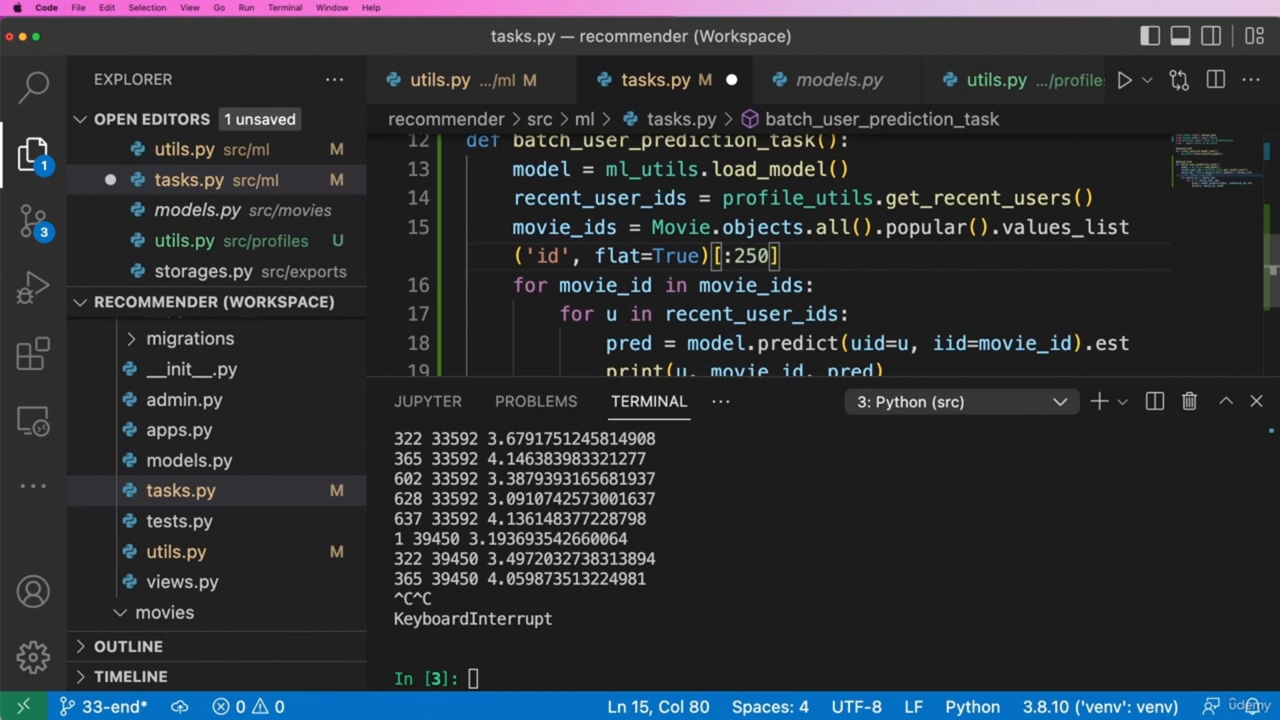 Code File Edit Selection View Go Run Terminal Window Help
tasks.py — recommender (Workspace)
EXPLORER
utils.py .../ml M
tasks.py M
models.py
utils.py .../profiles
OPEN EDITORS 1 unsaved
utils.py src/ml M
tasks.py src/ml M
models.py src/movies
utils.py src/profiles U
storages.py src/exports
RECOMMENDER (WORKSPACE)
migrations
__init__.py
admin.py
apps.py
models.py
tasks.py M
tests.py
utils.py M
views.py
movies
OUTLINE
TIMELINE
1
3
recommender > src > ml > tasks.py > batch_user_prediction_task
12 def batch_user_prediction_task():
13 model = ml_utils.load_model()
14 recent_user_ids = profile_utils.get_recent_users()
15 movie_ids = Movie.objects.all().popular().values_list
('id', flat=True)[:250]
16 for movie_id in movie_ids:
17 for u in recent_user_ids:
18 pred = model.predict(uid=u, iid=movie_id).est
19 print(u, movie_id, pred)
JUPYTER PROBLEMS TERMINAL 3: Python (src)
322 33592 3.6791751245814908
365 33592 4.146383983321277
602 33592 3.3879393165681937
628 33592 3.0910742573001637
637 33592 4.136148377228798
1 39450 3.193693542660064
322 39450 3.4972032738313894
365 39450 4.059873513224981
^C^C
KeyboardInterrupt
In [3]:
33-end* 0 0 Ln 15, Col 80 Spaces: 4 UTF-8 LF Python 3.8.10 ('venv': venv)
udemy